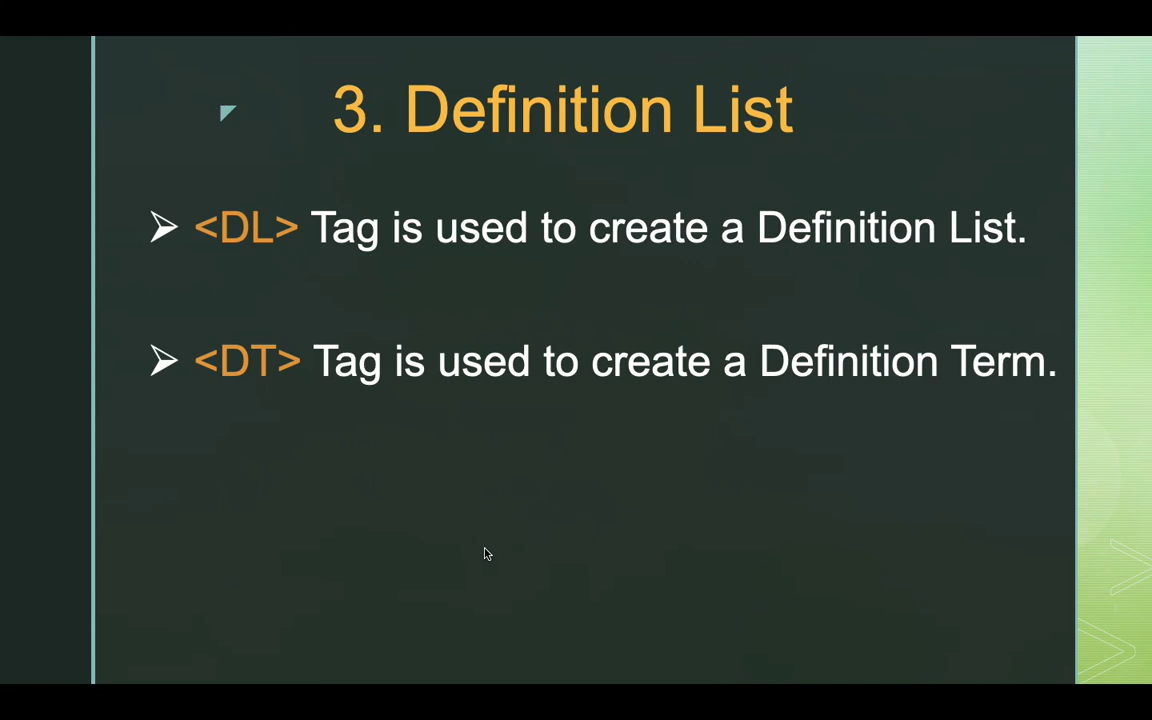 3. Definition List
<DL> Tag is used to create a Definition List.
<DT> Tag is used to create a Definition Term.